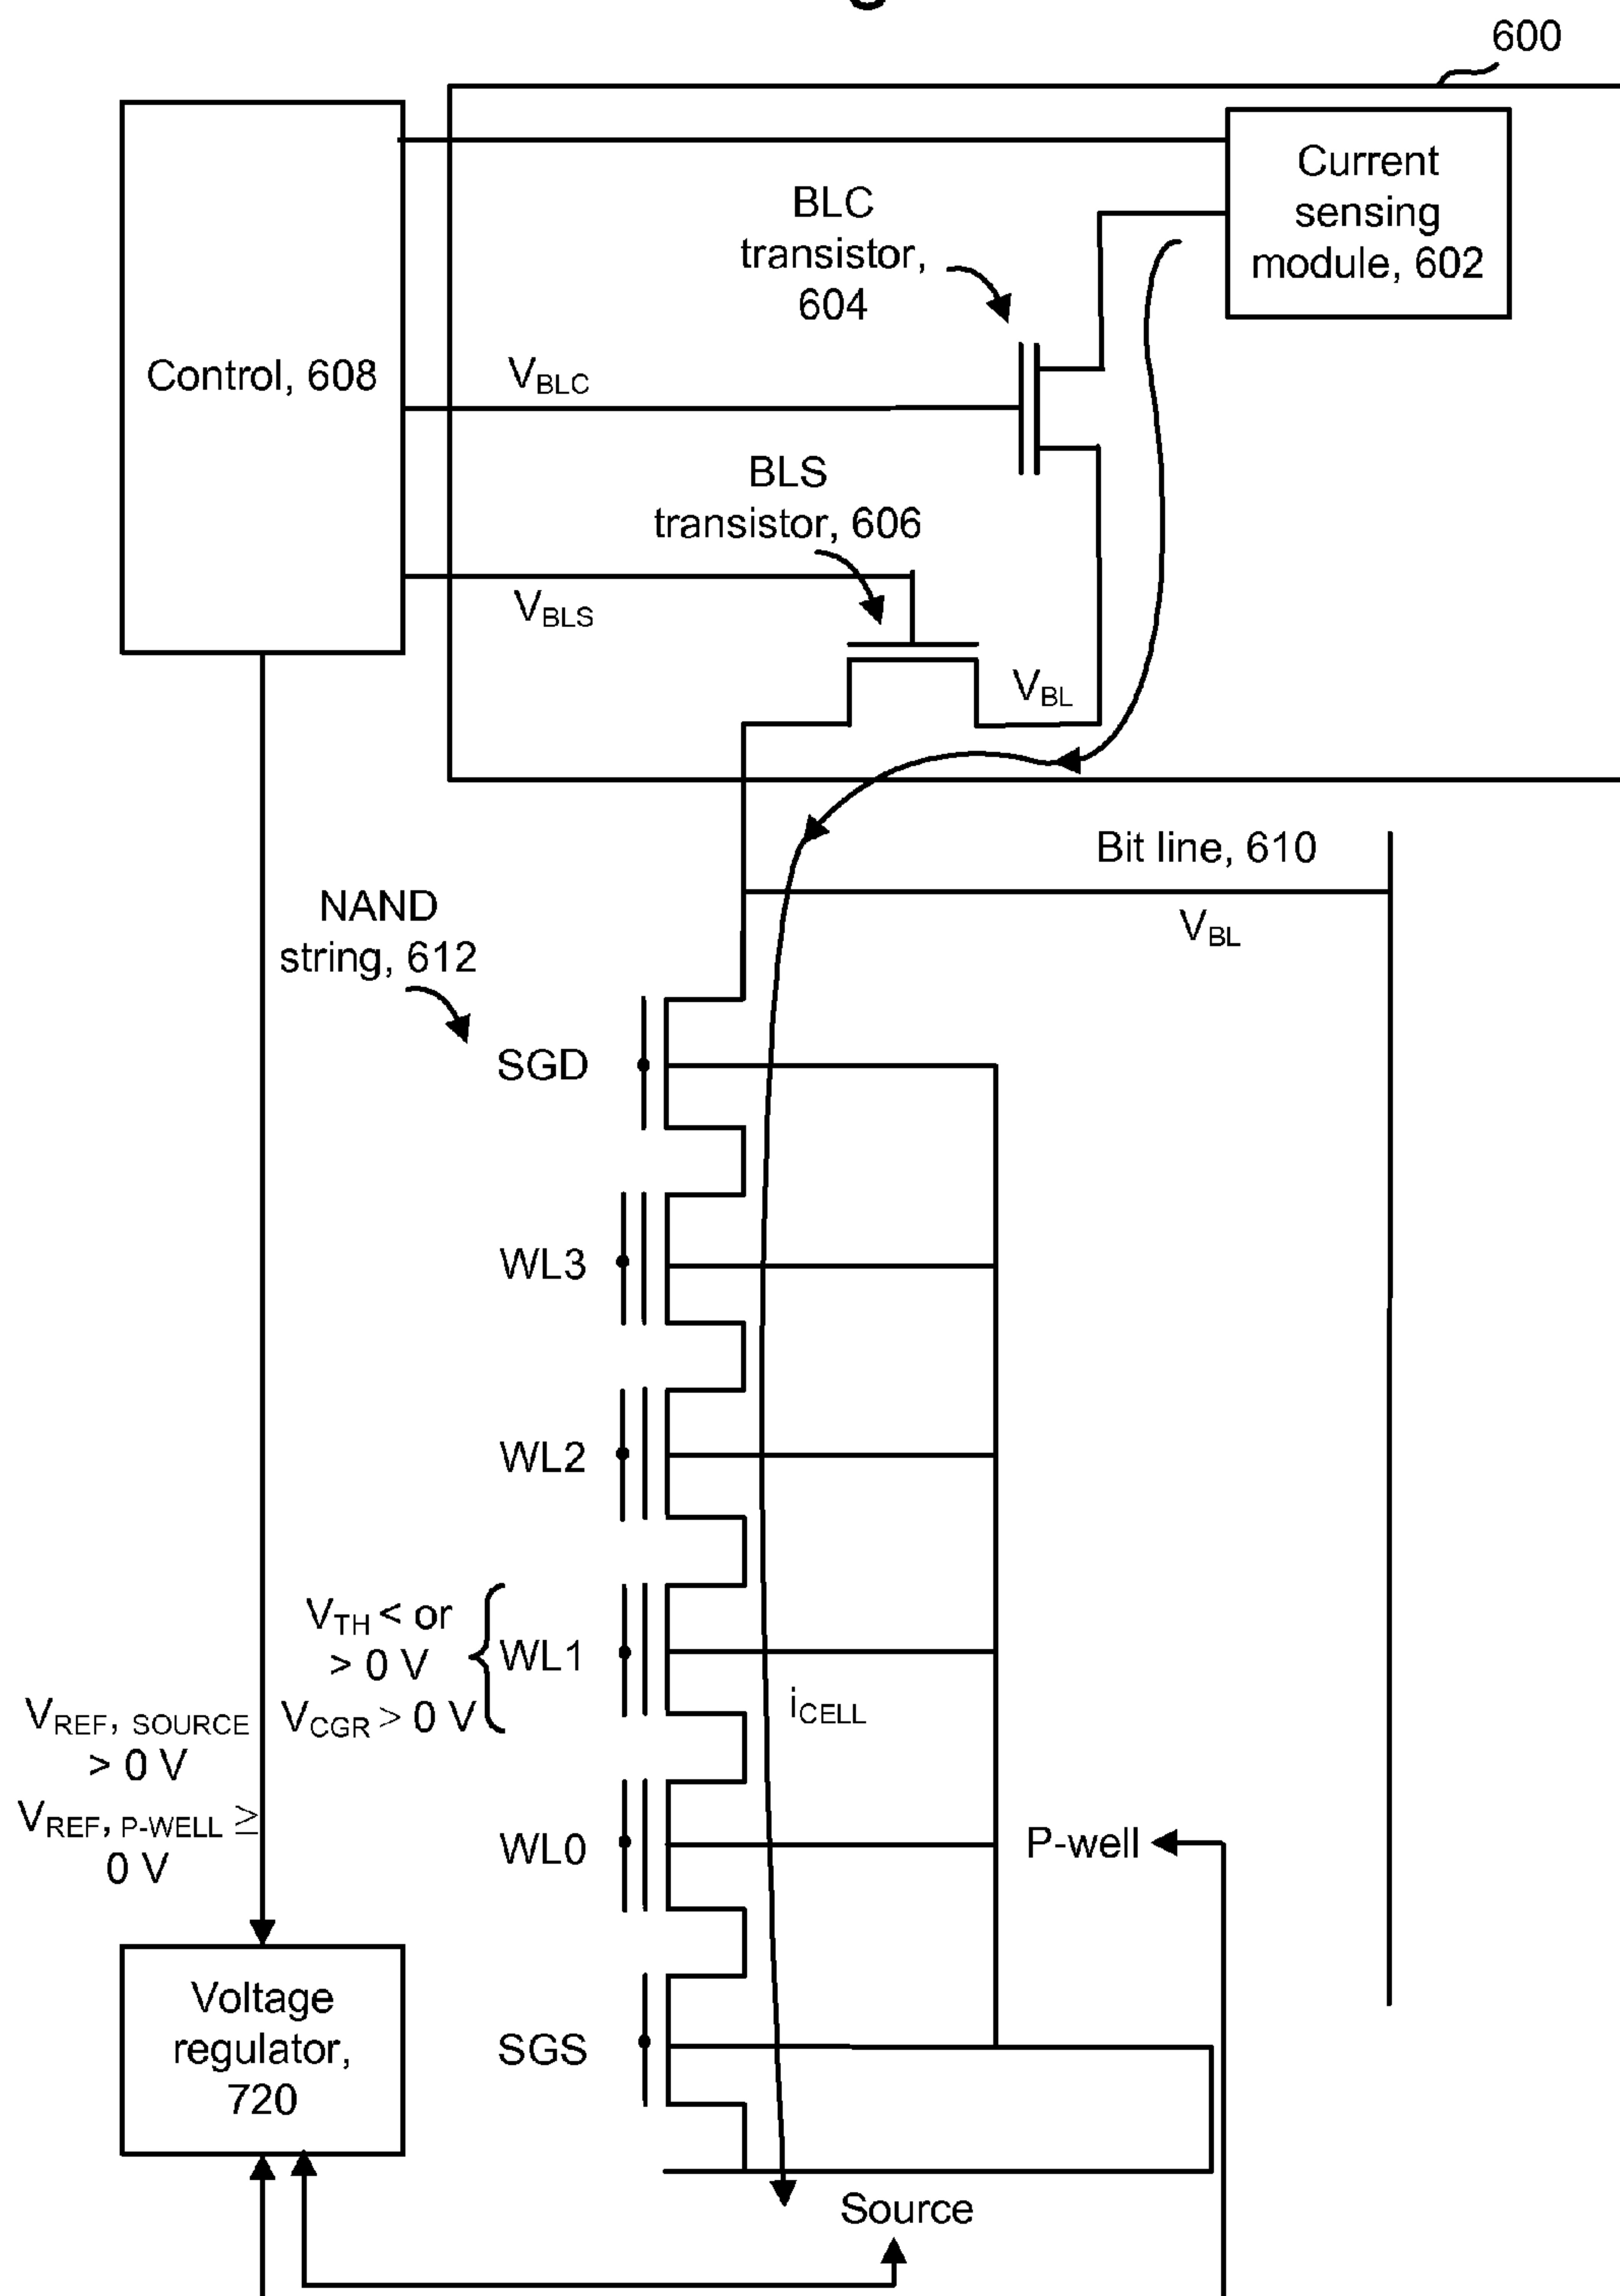 600
Current
sensing
module, 602
BLC
transistor,
604
Control, 608
VBLC
BLS
transistor, 606
VBLS
VBL
Bit line, 610
VBL
NAND
string, 612
SGD
WL3
WL2
VTH < or
> 0 V
VCGR > 0 V
WL1
iCELL
VREF, SOURCE
> 0 V
VREF, P-WELL ≥
0 V
WL0
P-well
Voltage
regulator,
720
SGS
Source